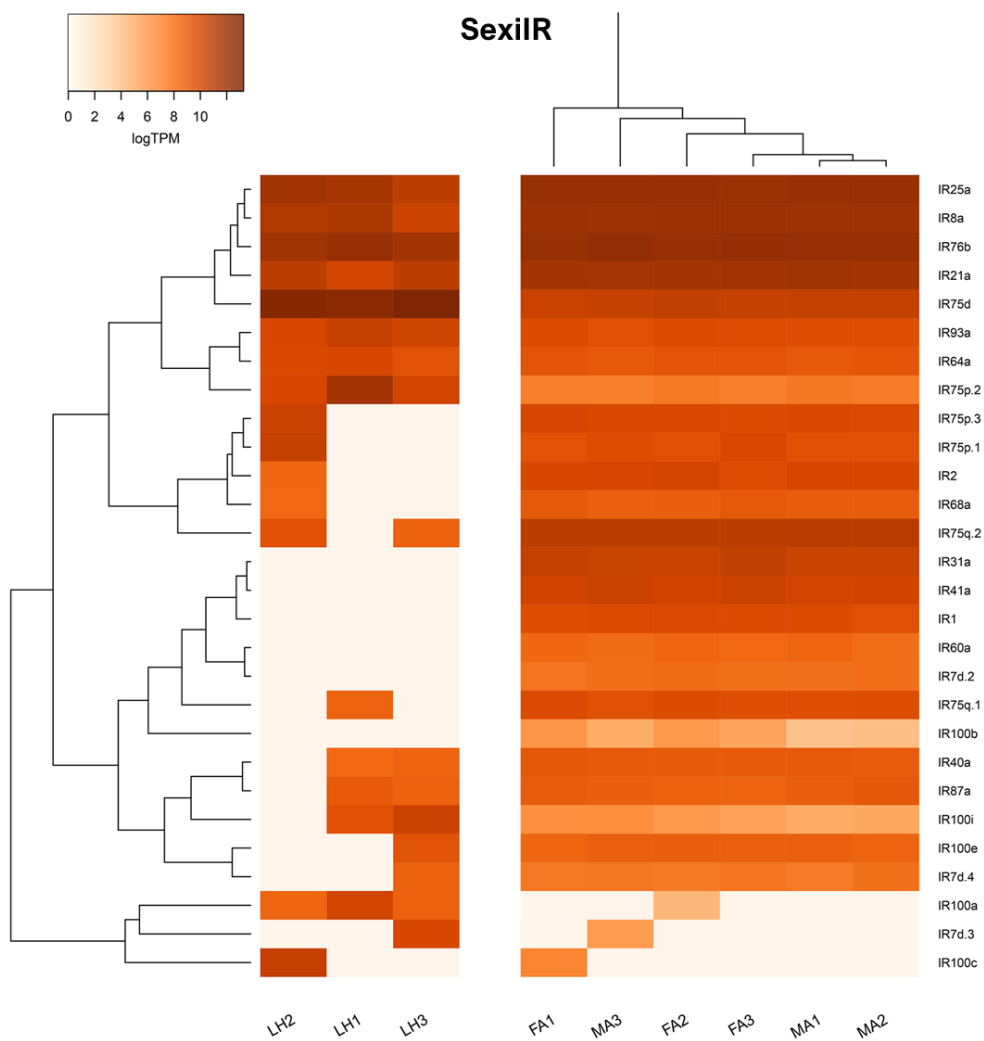 SexiIR
0 2 4 6 8 10
logTPM
IR25a
IR8a
IR76b
IR21a
IR75d
IR93a
IR64a
IR75p.2
IR75p.3
IR75p.1
IR2
IR68a
IR75q.2
IR31a
IR41a
IR1
IR60a
IR7d.2
IR75q.1
IR100b
IR40a
IR87a
IR100i
IR100e
IR7d.4
IR100a
IR7d.3
IR100c
LH2 LH1 LH3 FA1 MA3 FA2 FA3 MA1 MA2